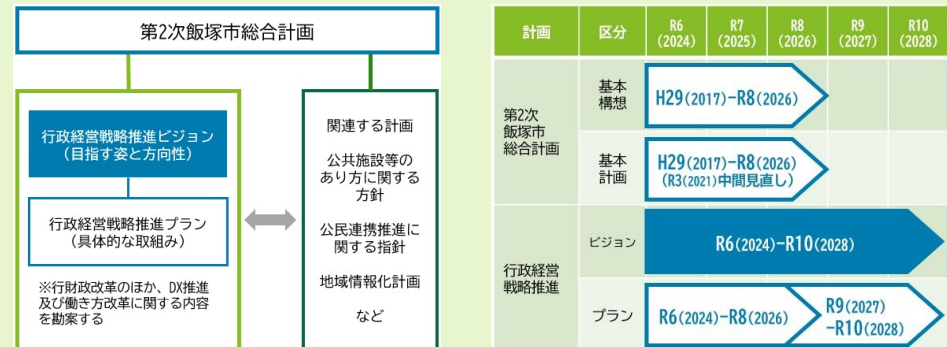 第2次飯塚市総合計画
行政経営戦略推進ビジョン
（目指す姿と方向性）
行政経営戦略推進プラン
（具体的な取組み）
※行財政改革のほか、DX推進
及び働き方改革に関する内容
を勘案する
関連する計画
公共施設等の
あり方に関する
方針
公民連携推進に
関する指針
地域情報化計画
など
計画 区分 R6 R7 R8 R9 R10
(2024) (2025) (2026) (2027) (2028)
第2次
飯塚市
総合計画
基本
構想
H29(2017)-R8(2026)
基本
計画
H29(2017)-R8(2026)
(R3(2021)中間見直し)
行政経営
戦略推進
ビジョン
R6(2024)-R10(2028)
プラン
R6(2024)-R8(2026)
R9(2027)
-R10(2028)